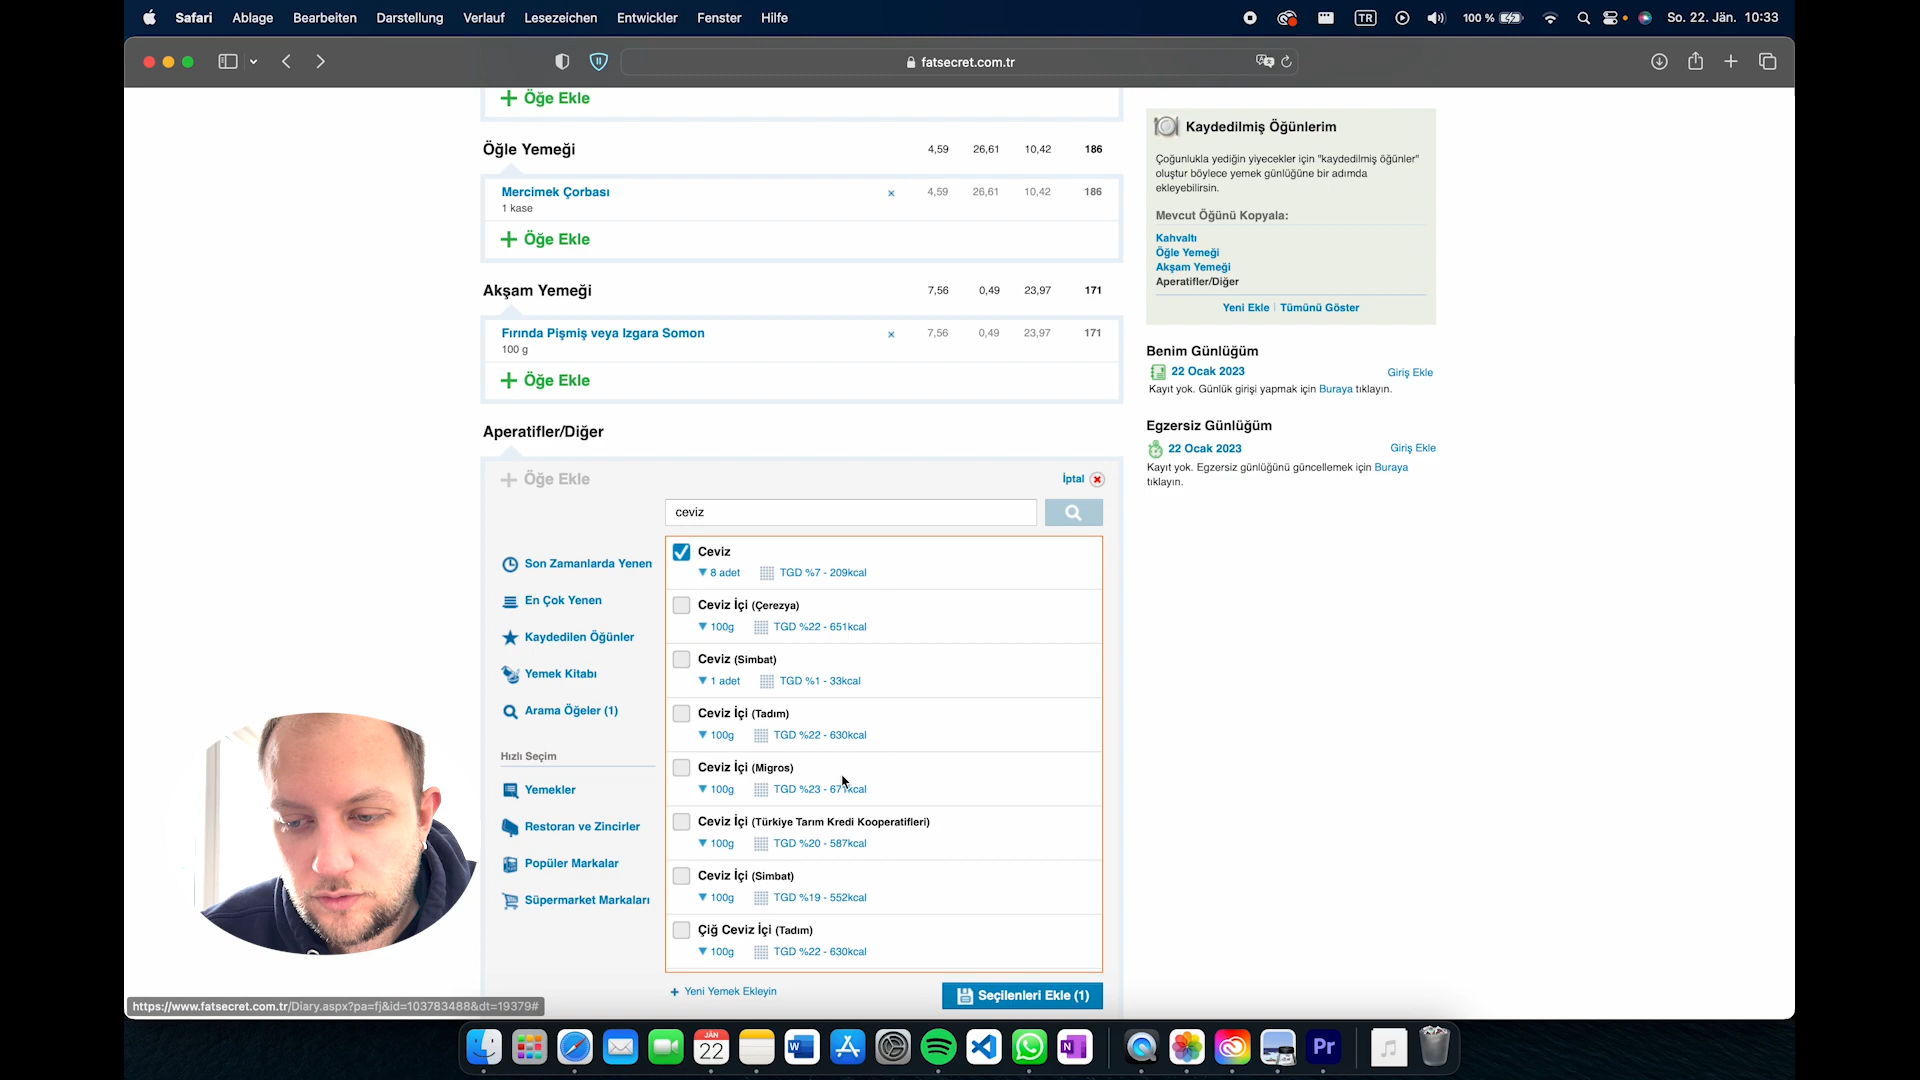 Safari Ablage Bearbeiten Darstellung Verlauf Lesezeichen Entwickler Fenster Hilfe TR 100 % So. 22. Jän. 10:33
fatsecret.com.tr
Öğe Ekle
Öğle Yemeği 4,59 26,61 10,42 186
Mercimek Çorbası × 4,59 26,61 10,42 186
1 kase
Öğe Ekle
Akşam Yemeği 7,56 0,49 23,97 171
Fırında Pişmiş veya Izgara Somon × 7,56 0,49 23,97 171
100 g
Öğe Ekle
Aperatifler/Diğer
Öğe Ekle
İptal
ceviz
Son Zamanlarda Yenen
En Çok Yenen
Kaydedilen Öğünler
Yemek Kitabı
Arama Öğeler (1)
Hızlı Seçim
Yemekler
Restoran ve Zincirler
Popüler Markalar
Süpermarket Markaları
Ceviz
8 adet TGD %7 - 209kcal
Ceviz İçi (Çerezya)
100g TGD %22 - 651kcal
Ceviz (Simbat)
1 adet TGD %1 - 33kcal
Ceviz İçi (Tadım)
100g TGD %22 - 630kcal
Ceviz İçi (Migros)
100g TGD %23 - 671kcal
Ceviz İçi (Türkiye Tarım Kredi Kooperatifleri)
100g TGD %20 - 587kcal
Ceviz İçi (Simbat)
100g TGD %19 - 552kcal
Çiğ Ceviz İçi (Tadım)
100g TGD %22 - 630kcal
+ Yeni Yemek Ekleyin
Seçilenleri Ekle (1)
Kaydedilmiş Öğünlerim
Çoğunlukla yediğin yiyecekler için "kaydedilmiş öğünler"
oluştur böylece yemek günlüğüne bir adımda
ekleyebilirsin.
Mevcut Öğünü Kopyala:
Kahvaltı
Öğle Yemeği
Akşam Yemeği
Aperatifler/Diğer
Yeni Ekle | Tümünü Göster
Benim Günlüğüm
22 Ocak 2023 Giriş Ekle
Kayıt yok. Günlük girişi yapmak için Buraya tıklayın.
Egzersiz Günlüğüm
22 Ocak 2023 Giriş Ekle
Kayıt yok. Egzersiz günlüğünü güncellemek için Buraya
tıklayın.
https://www.fatsecret.com.tr/Diary.aspx?pa=fj&id=103783488&dt=19379#
JÄN
22
W
N
Pr